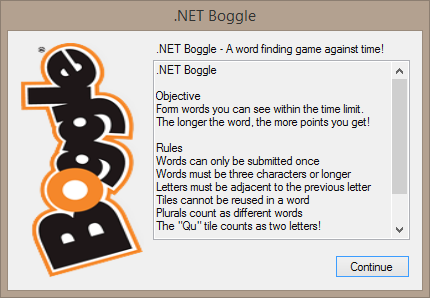 .NET Boggle
.NET Boggle - A word finding game against time!
Boggle
.NET Boggle
Objective
Form words you can see within the time limit.
The longer the word, the more points you get!
Rules
Words can only be submitted once
Words must be three characters or longer
Letters must be adjacent to the previous letter
Tiles cannot be reused in a word
Plurals count as different words
The "Qu" tile counts as two letters!
Continue